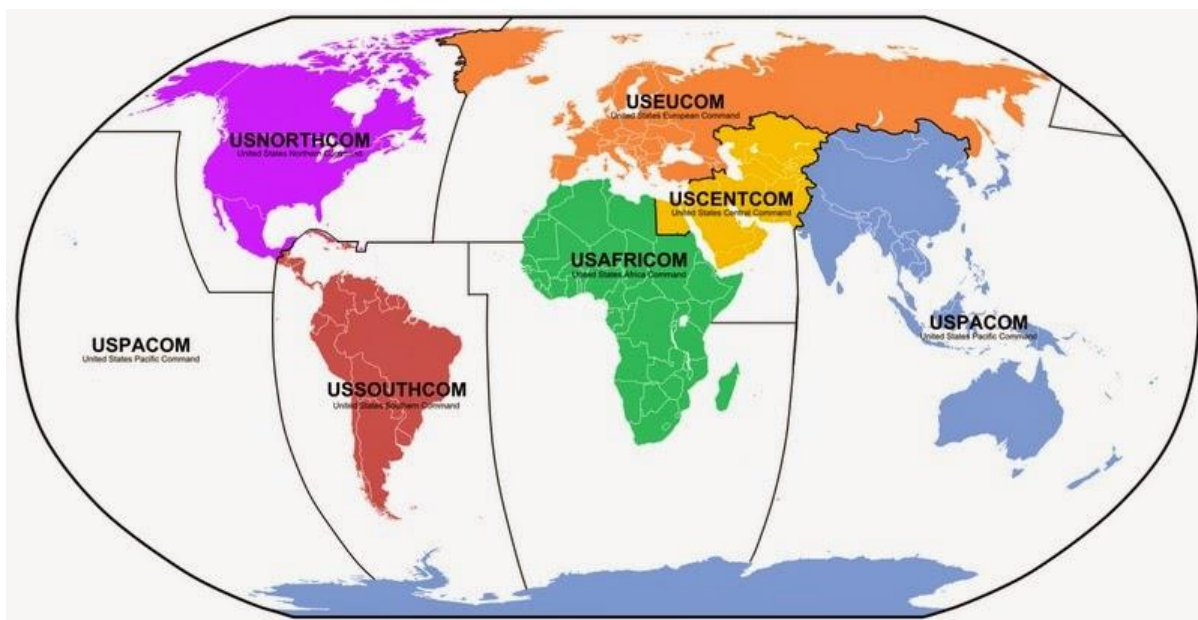 USEUCOM
United States European Command
USNORTHCOM
United States Northern Command
USCENTCOM
United States Central Command
USAFRICOM
United States Africa Command
USPACOM
United States Pacific Command
USPACOM
United States Pacific Command
USSOUTHCOM
United States Southern Command